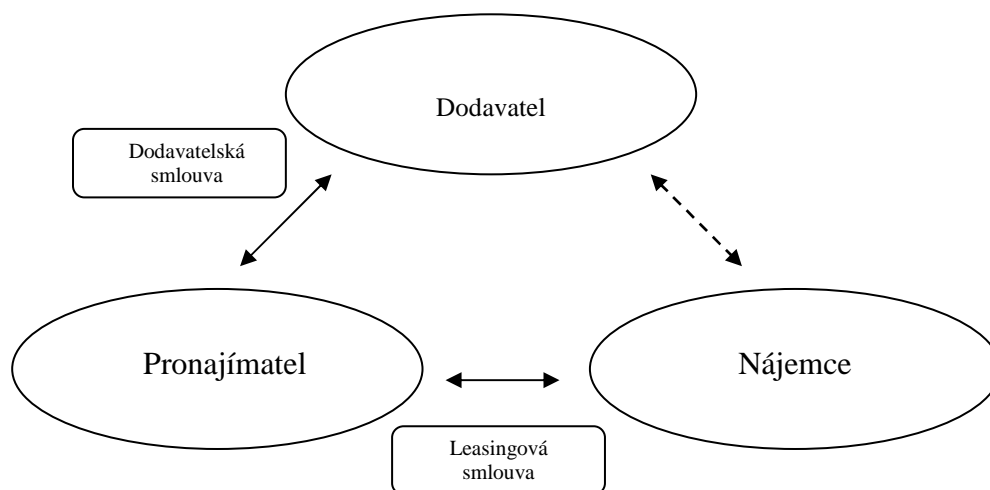 Dodavatel
Dodavatelská
smlouva
Pronajímatel
Nájemce
Leasingová
smlouva